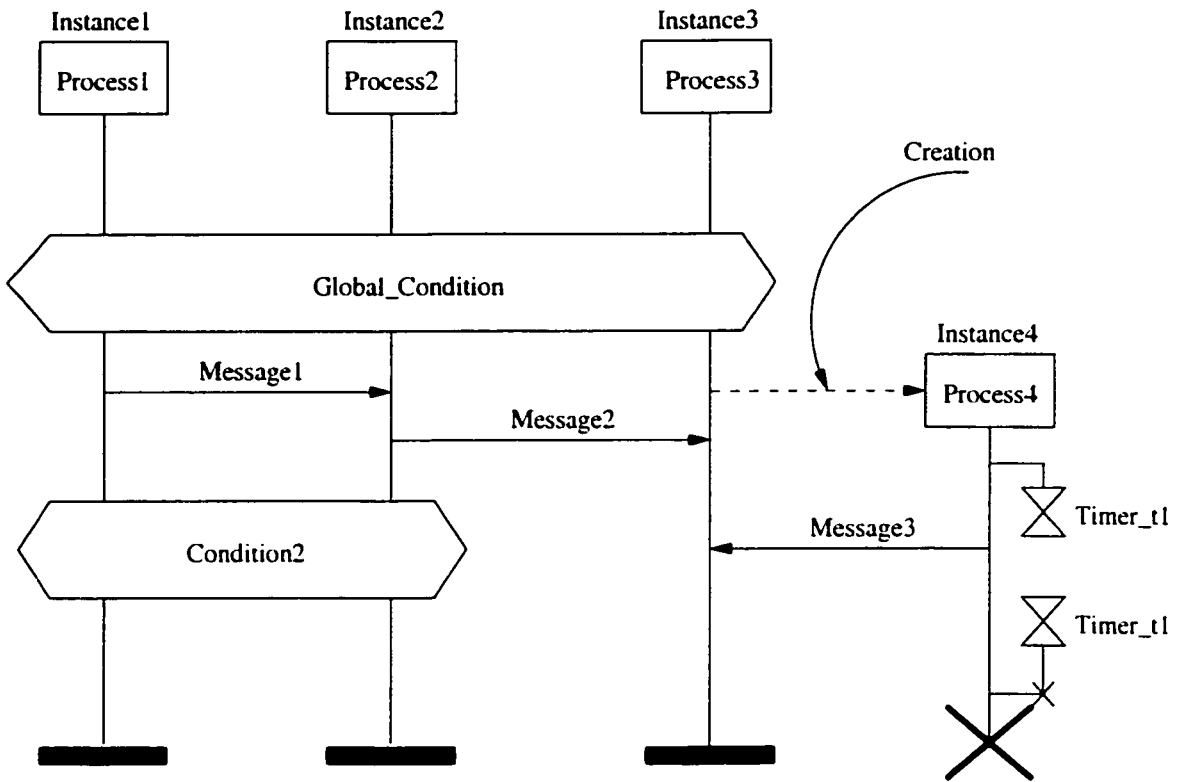 Instance1
Instance2
Instance3
Process1
Process2
Process3
Creation
Global_Condition
Instance4
Message1
Process4
Message2
Timer_t1
Message3
Condition2
Timer_t1